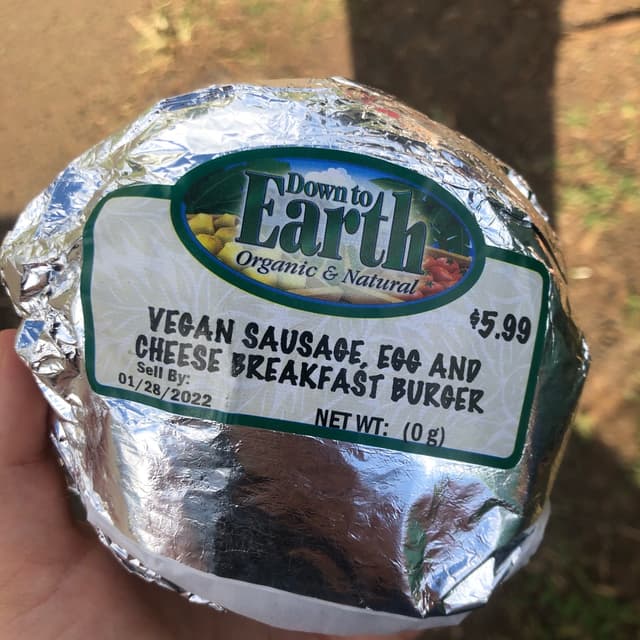 Down to
Earth
Organic & Natural
$5.99
VEGAN SAUSAGE, EGG AND
CHEESE BREAKFAST BURGER
Sell By:
01/28/2022
NET WT: (0 g)